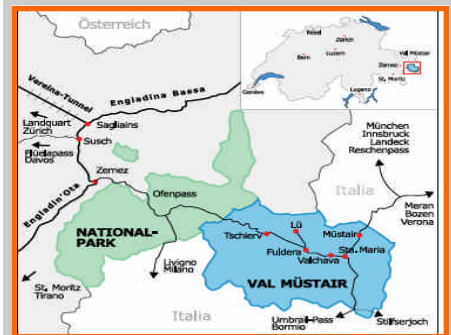 Österreich
Basel
Zürich
Bern
Luzern
Val Müstair
Zernez
St. Moritz
Genève
Lugano
Vereina-Tunnel
Engiadina Bassa
Landquart
Zürich
Sagliains
Flüelapass
Davos
Susch
Zernez
Engiadin'Ota
Ofenpass
München
Innsbruck
Landeck
Reschenpass
Italia
Meran
Bozen
Verona
NATIONAL-
PARK
Tschierv
Lü
Müstair
Fuldera
Valchava
Sta. Maria
VAL MÜSTAIR
Livigno
Milano
St. Moritz
Tirano
Italia
Umbrail-Pass
Bormio
Stilfserjoch